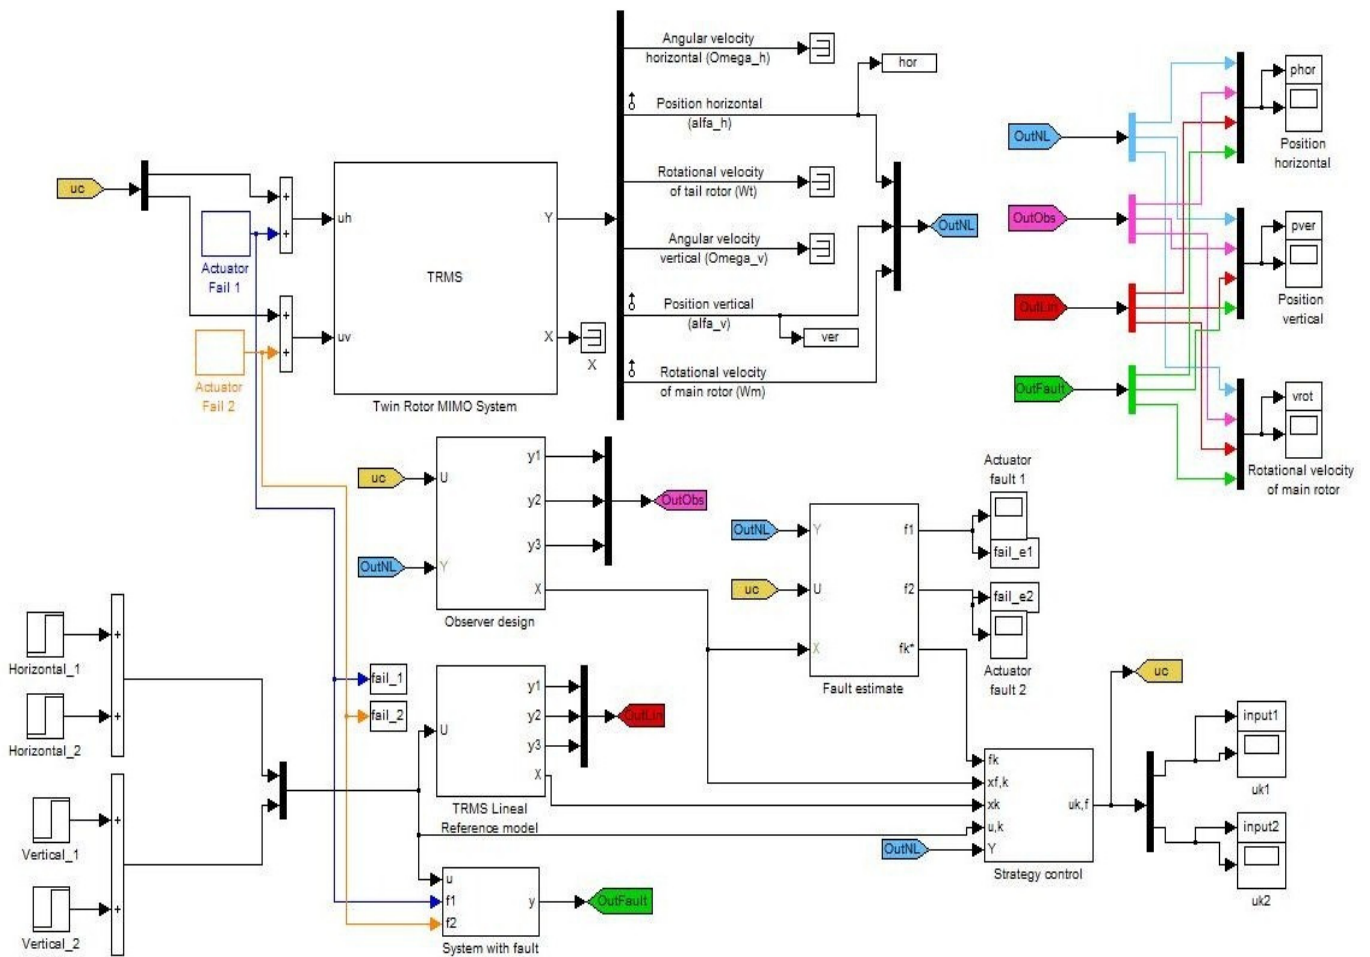 Angular velocity
horizontal (Omega_h)
hor
Position horizontal
(alfa_h)
Rotational velocity
of tail rotor (Wt)
Angular velocity
vertical (Omega_v)
Position vertical
(alfa_v)
ver
Rotational velocity
of main rotor (Wm)
OutNL
uc
+
+
Actuator
Fail 1
+
+
Actuator
Fail 2
uh
uv
TRMS
Y
X
X
Twin Rotor MIMO System
OutNL
OutObs
OutLin
OutFault
phor
Position
horizontal
pver
Position
vertical
vrot
Rotational velocity
of main rotor
uc
OutNL
U
Y
y1
y2
y3
X
Observer design
OutObs
OutNL
uc
Y
U
X
f1
f2
fk*
Fault estimate
Actuator
fault 1
fail_e1
fail_e2
Actuator
fault 2
Horizontal_1
Horizontal_2
+
+
Vertical_1
Vertical_2
+
+
fail_1
fail_2
U
y1
y2
y3
X
TRMS Lineal
Reference model
OutLin
u
f1
f2
y
System with fault
OutFault
OutNL
fk
xf,k
xk
u,k
Y
uk,f
Strategy control
uc
input1
uk1
input2
uk2